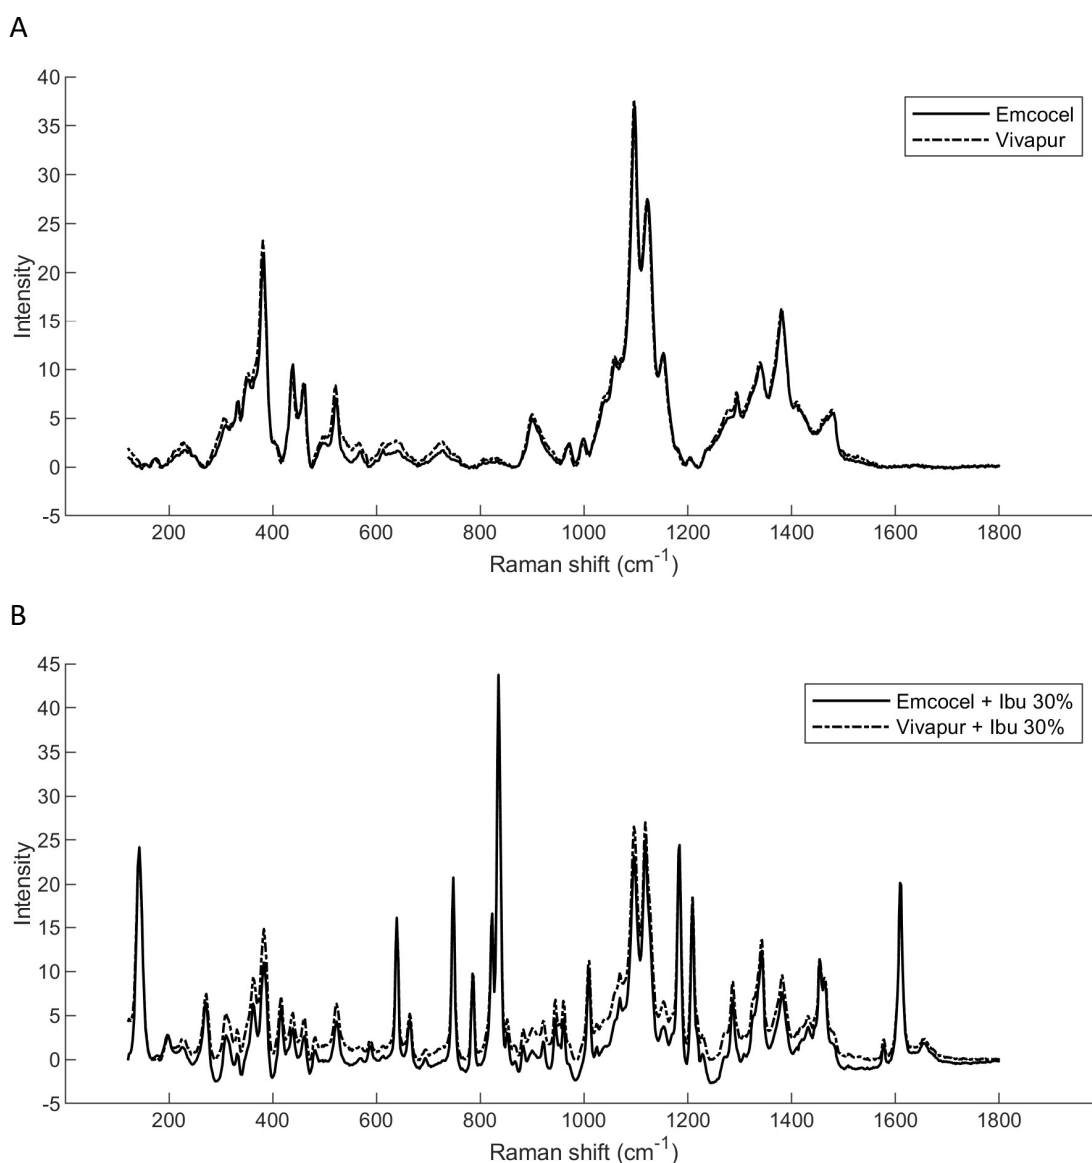 A
40
35
30
25
20
15
10
5
0
-5
Intensity
Emcocel
Vivapur
200 400 600 800 1000 1200 1400 1600 1800
Raman shift (cm-1)
B
45
40
35
30
25
20
15
10
5
0
-5
Intensity
Emcocel + Ibu 30%
Vivapur + Ibu 30%
200 400 600 800 1000 1200 1400 1600 1800
Raman shift (cm-1)